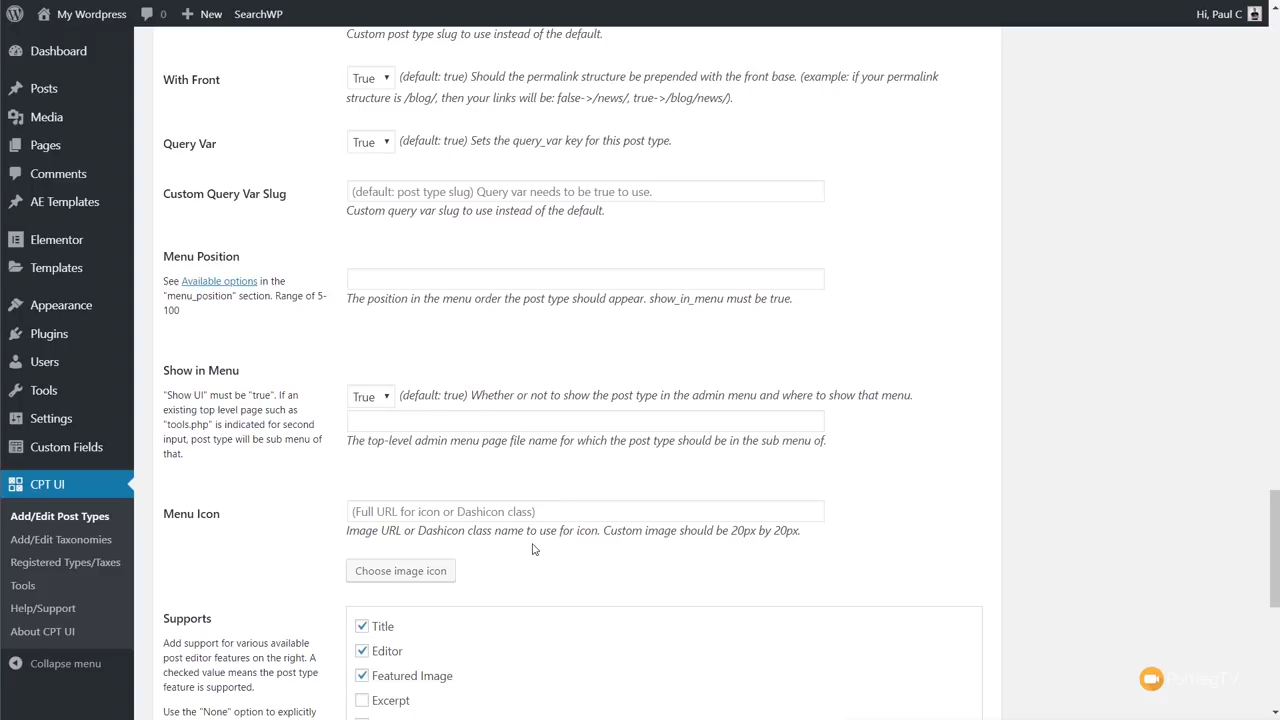 My Wordpress 0 New SearchWP Hi, Paul C
Dashboard
Posts
Media
Pages
Comments
AE Templates
Elementor
Templates
Appearance
Plugins
Users
Tools
Settings
Custom Fields
CPT UI
Add/Edit Post Types
Add/Edit Taxonomies
Registered Types/Taxes
Tools
Help/Support
About CPT UI
Collapse menu
Custom post type slug to use instead of the default.
With Front
True (default: true) Should the permalink structure be prepended with the front base. (example: if your permalink
structure is /blog/, then your links will be: false->/news/, true->/blog/news/).
Query Var
True (default: true) Sets the query_var key for this post type.
Custom Query Var Slug
(default: post type slug) Query var needs to be true to use.
Custom query var slug to use instead of the default.
Menu Position
See Available options in the
"menu_position" section. Range of 5-
100
The position in the menu order the post type should appear. show_in_menu must be true.
Show in Menu
"Show UI" must be "true". If an
existing top level page such as
"tools.php" is indicated for second
input, post type will be sub menu of
that.
True (default: true) Whether or not to show the post type in the admin menu and where to show that menu.
The top-level admin menu page file name for which the post type should be in the sub menu of.
Menu Icon
(Full URL for icon or Dashicon class)
Image URL or Dashicon class name to use for icon. Custom image should be 20px by 20px.
Choose image icon
Supports
Add support for various available
post editor features on the right. A
checked value means the post type
feature is supported.
Use the "None" option to explicitly
Title
Editor
Featured Image
Excerpt